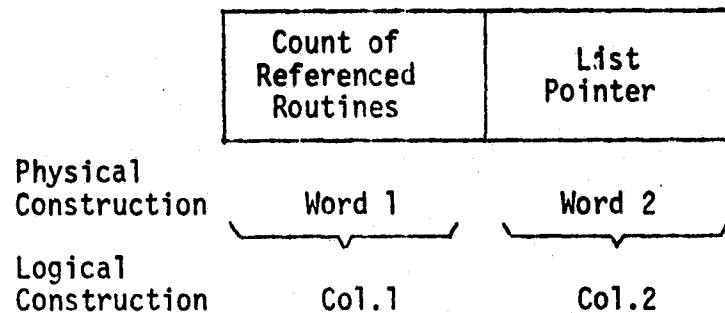 Count of
Referenced
Routines
List
Pointer
Physical
Construction Word 1 Word 2
Logical
Construction Col.1 Col.2